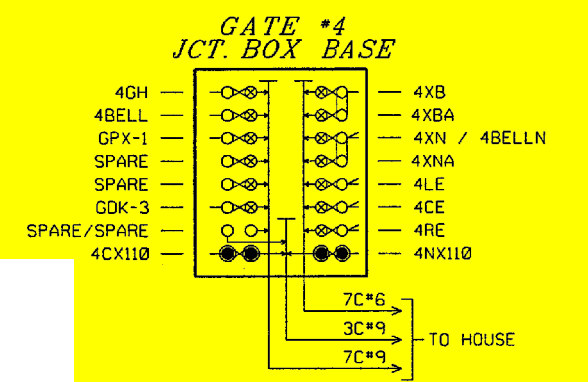 GATE #4
JCT. BOX BASE
4GH
4XB
4BELL
4XBA
GPX-1
4XN / 4BELLN
SPARE
4XNA
SPARE
4LE
GDK-3
4CE
SPARE/SPARE
4RE
4CX110
4NX110
7C#6
3C#9
TO HOUSE
7C#9